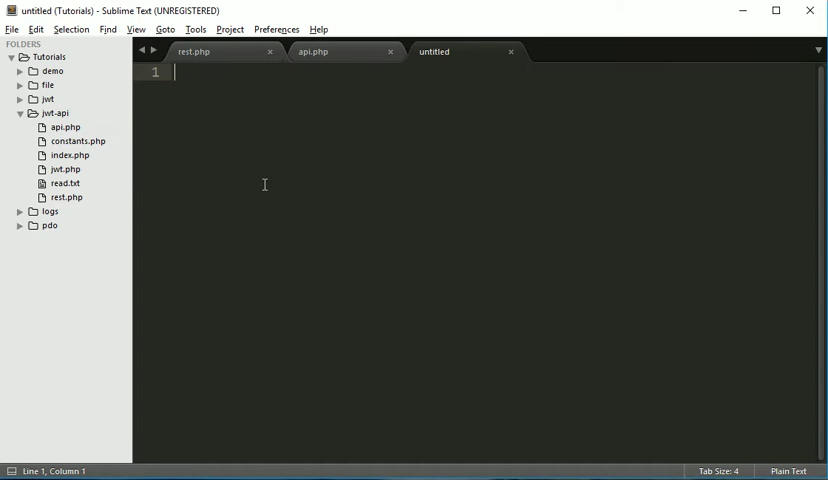 untitled (Tutorials) - Sublime Text (UNREGISTERED)
File Edit Selection Find View Goto Tools Project Preferences Help
FOLDERS
Tutorials
demo
file
jwt
jwt-api
api.php
constants.php
index.php
jwt.php
read.txt
rest.php
logs
pdo
rest.php api.php untitled
1
Line 1, Column 1 Tab Size: 4 Plain Text